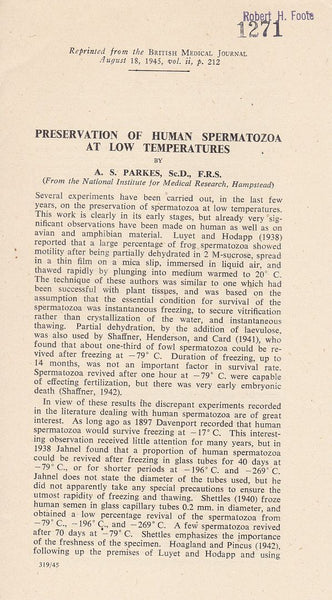 Robert H. Foote
1271
Reprinted from the BRITISH MEDICAL JOURNAL
August 18, 1945, vol. ii, p. 212
PRESERVATION OF HUMAN SPERMATOZOA
AT LOW TEMPERATURES
BY
A. S. PARKES, Sc.D., F.R.S.
(From the National Institute for Medical Research, Hampstead)
Several experiments have been carried out, in the last few
years, on the preservation of spermatozoa at low temperatures.
This work is clearly in its early stages, but already very sig-
nificant observations have been made on human as well as on
avian and amphibian material. Luyet and Hodapp (1938)
reported that a large percentage of frog spermatozoa showed
motility after being partially dehydrated in 2 M-sucrose, spread
in a thin film on a mica slip, immersed in liquid air, and
thawed rapidly by plunging into medium warmed to 20° C.
The technique of these authors was similar to one which had
been successful with plant tissues, and was based on the
assumption that the essential condition for survival of the
spermatozoa was instantaneous freezing, to secure vitrification
rather than crystallization of the water, and instantaneous
thawing. Partial dehydration, by the addition of laevulose,
was also used by Shaffner, Henderson, and Card (1941), who
found that about one-third of fowl spermatozoa could be re-
vived after freezing at −79° C. Duration of freezing, up to
14 months, was not an important factor in survival rate.
Spermatozoa revived after one hour at −79° C. were capable
of effecting fertilization, but there was very early embryonic
death (Shaffner, 1942).
In view of these results the discrepant experiments recorded
in the literature dealing with human spermatozoa are of great
interest. As long ago as 1897 Davenport recorded that human
spermatozoa would survive freezing at −17° C. This interest-
ing observation received little attention for many years, but in
1938 Jahnel found that a proportion of human spermatozoa
could be revived after freezing in glass tubes for 40 days at
−79° C., or for shorter periods at −196° C. and −269° C.
Jahnel does not state the diameter of the tubes used, but he
did not apparently take any special precautions to ensure the
utmost rapidity of freezing and thawing. Shettles (1940) froze
human semen in glass capillary tubes 0.2 mm. in diameter, and
obtained a low percentage revival of the spermatozoa from
−79° C., −196° C., and −269° C. A few spermatozoa revived
after 70 days at −79° C. Shettles emphasizes the importance
of the freshness of the specimen. Hoagland and Pincus (1942),
following up the premises of Luyet and Hodapp and using
319/45